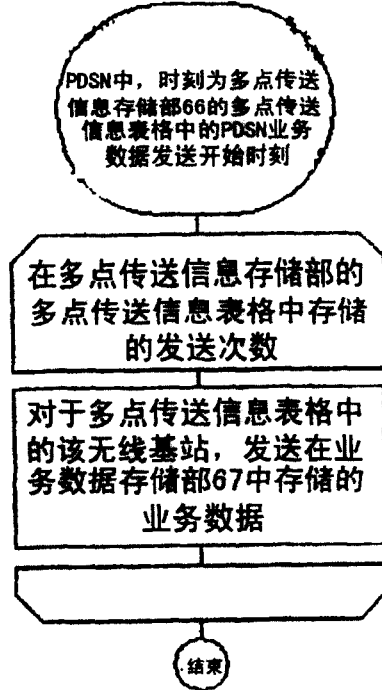 PDSN中，时刻为多点传送
信息存储部66的多点传送
信息表格中的PDSN业务
数据发送开始时刻
在多点传送信息存储部的
多点传送信息表格中存储
的发送次数
对于多点传送信息表格中
的该无线基站，发送在业
务数据存储部67中存储的
业务数据
结束